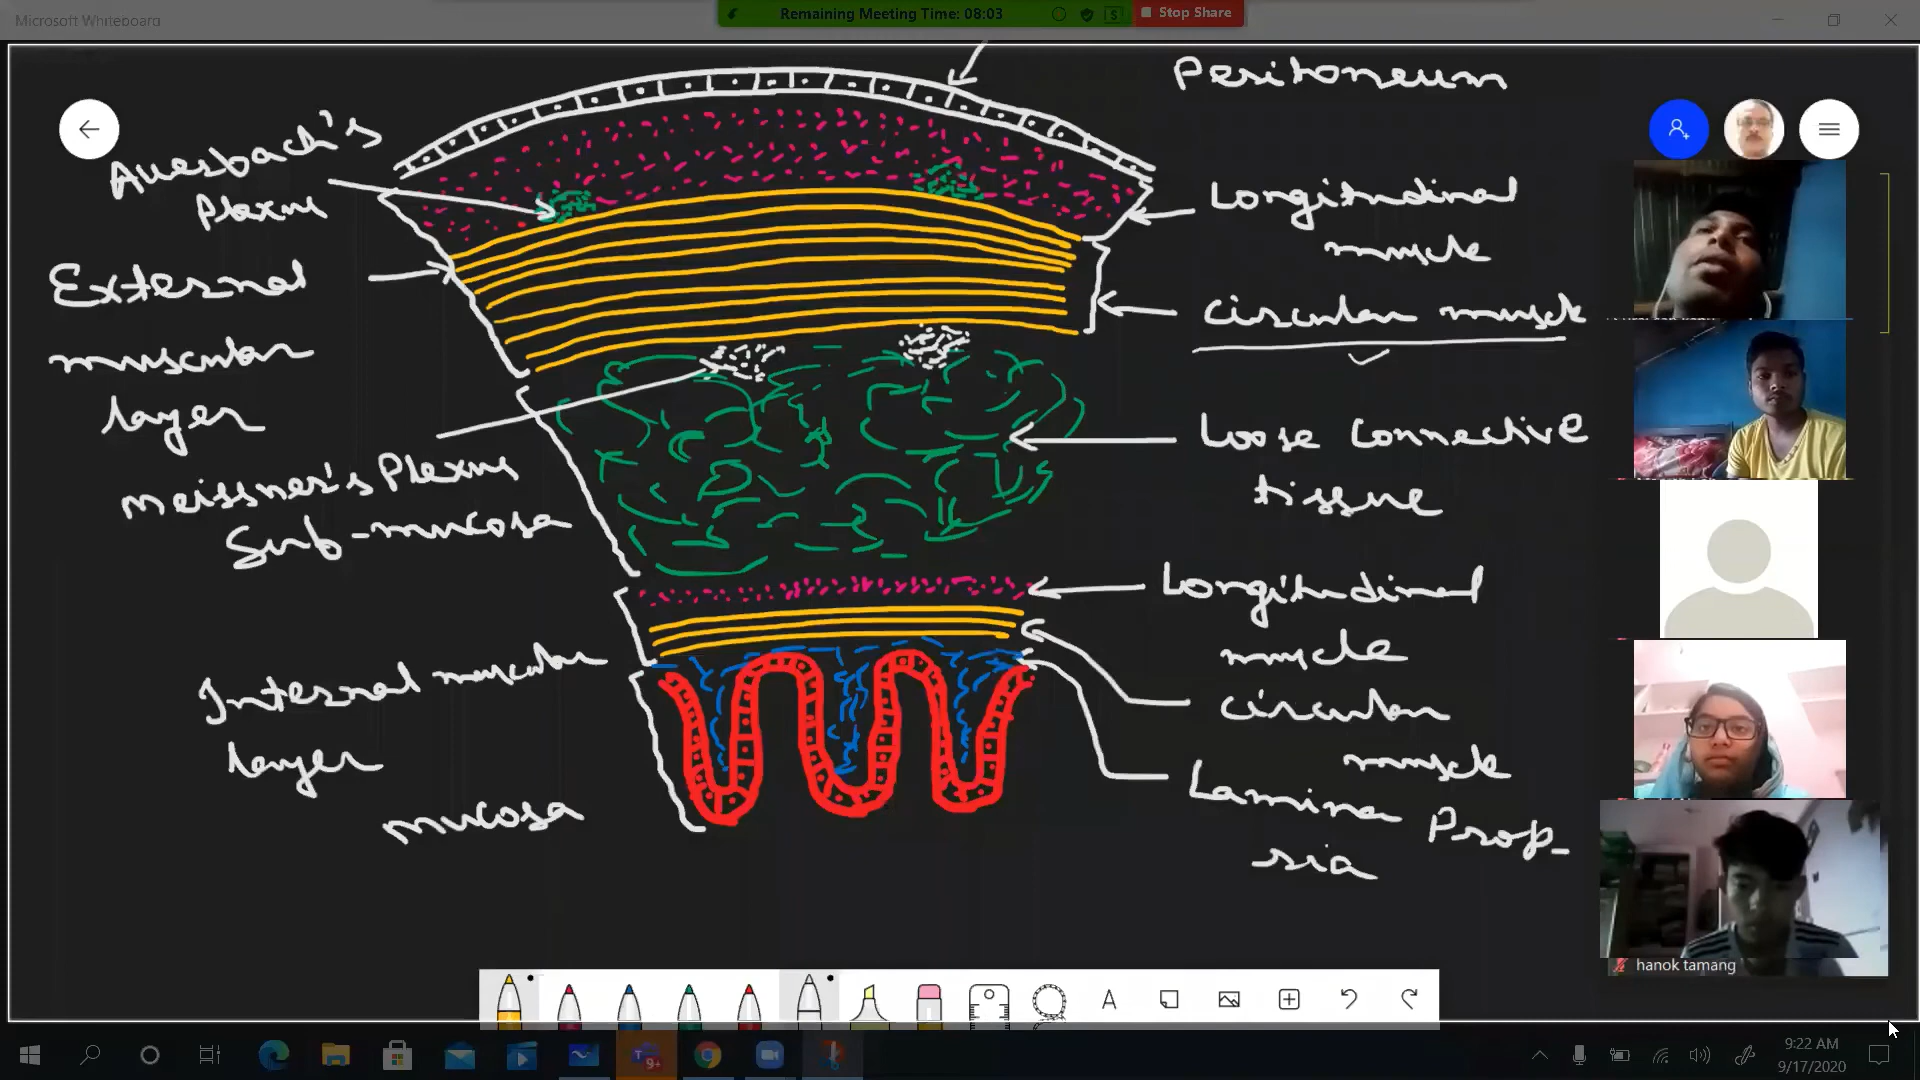 Microsoft Whiteboard
Remaining Meeting Time: 08:03
Stop Share
Peritoneum
Auerbach's
Plexus
Longitudinal
muscle
External
muscular
layer
circular muscle
Loose Connective
tissue
Meissner's Plexus
Sub-mucosa
Longitudinal
muscle
Internal muscular
layer
circular
muscle
mucosa
Lamina Prop-
ria
hanok tamang
9+
9:22 AM
9/17/2020